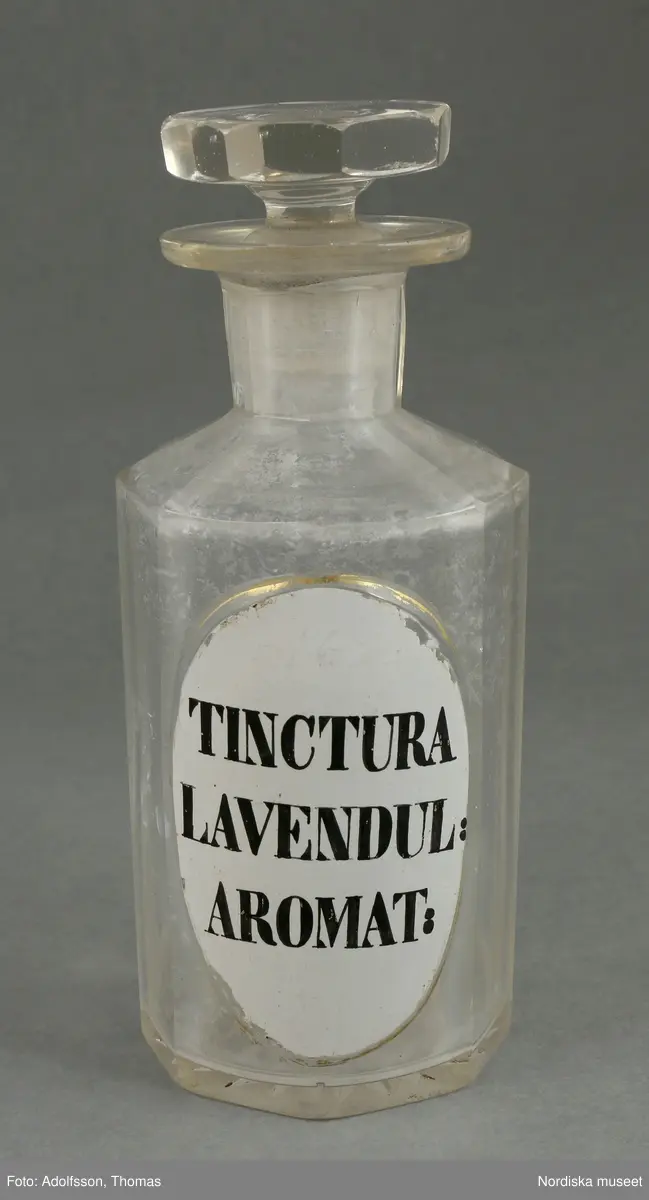 TINCTURA
LAVENDUL:
AROMAT:
Foto: Adolfsson, Thomas
Nordiska museet